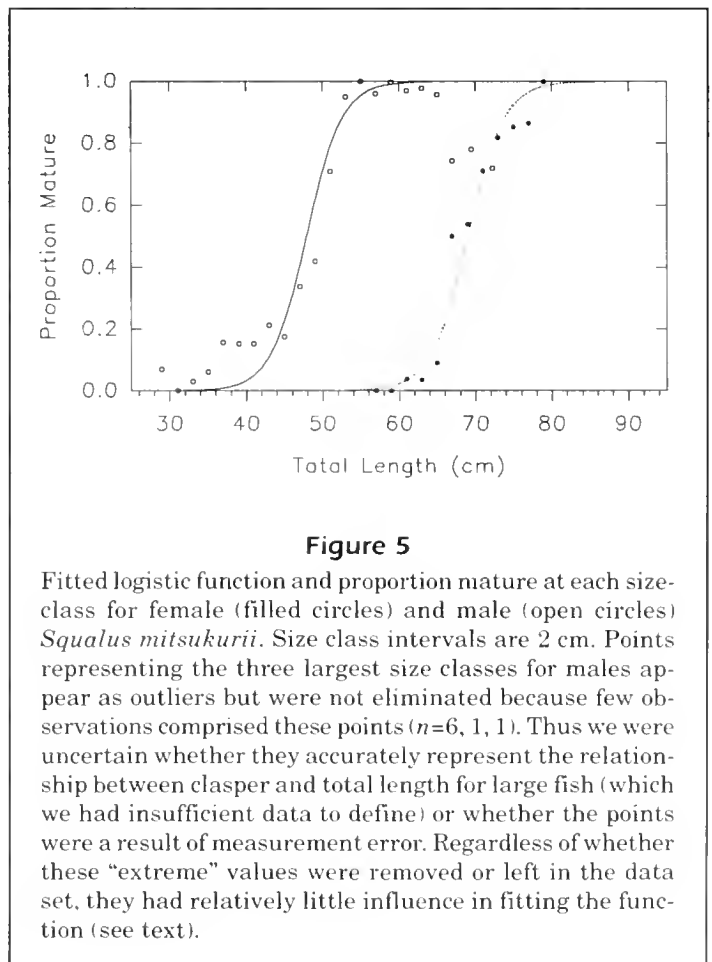 1.0
0.8
0.6
0.4
0.2
0.0
Proportion Mature
30 40 50 60 70 80 90
Total Length (cm)
Figure 5
Fitted logistic function and proportion mature at each size-
class for female (filled circles) and male (open circles)
Squalus mitsukurii. Size class intervals are 2 cm. Points
representing the three largest size classes for males ap-
pear as outliers but were not eliminated because few ob-
servations comprised these points (n=6, 1, 1). Thus we were
uncertain whether they accurately represent the relation-
ship between clasper and total length for large fish (which
we had insufficient data to define) or whether the points
were a result of measurement error. Regardless of whether
these "extreme" values were removed or left in the data
set, they had relatively little influence in fitting the func-
tion (see text).